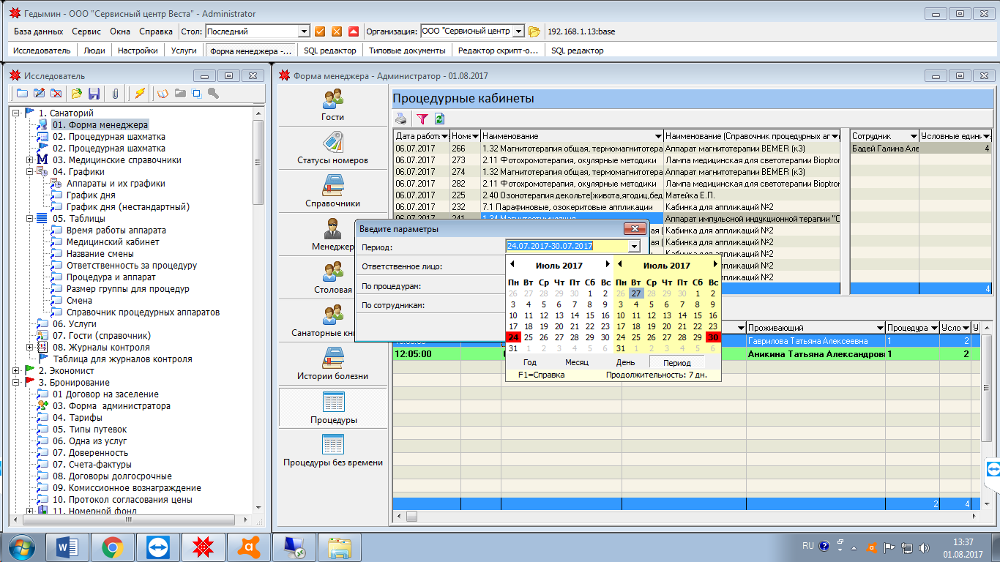 Гедымин - ООО "Сервисный центр Веста" - Administrator
База данных Сервис Окна Справка Стол: Последний Организация: ООО "Сервисный центр 192.168.1.13:base
Исследователь Люди Настройки Услуги Форма менеджера -... SQL редактор Типовые документы Редактор скрипт-о... SQL редактор
Исследователь
1. Санаторий
01. Форма менеджера
02. Процедурная шахматка
02. Процедурная шахматка
03. Медицинские справочники
04. Графики
Аппараты и их графики
График дня
График дня (нестандартный)
05. Таблицы
Время работы аппарата
Медицинский кабинет
Название смены
Ответственность за процедуру
Процедура и аппарат
Размер группы для процедур
Смена
Справочник процедурных аппаратов
06. Услуги
07. Гости (справочник)
08. Журналы контроля
Таблица для журналов контроля
2. Экономист
3. Бронирование
01 Договор на заселение
03. Форма администратора
04. Тарифы
05. Типы путевок
06. Одна из услуг
07. Доверенность
07. Счета-фактуры
08. Договоры долгосрочные
09. Комиссионное вознаграждение
10. Протокол согласования цены
11. Номерной фонд
Форма менеджера - Администратор - 01.08.2017
Гости
Статусы номеров
Справочники
Менеджер
Столовая
Санаторные кни
Истории болезни
Процедуры
Процедуры без времени
Процедурные кабинеты
Дата работы Номе Наименование Наименование (Справочник процедурных аг
06.07.2017 266 1.32 Магнитотерапия общая, термомагнитотера Аппарат магнитотерапии BEMER (к3)
06.07.2017 273 2.11 Фотохромотерапия, окулярные методики Лампа медицинская для светотерапии Bioptron
06.07.2017 274 1.32 Магнитотерапия общая, термомагнитотера Аппарат магнитотерапии BEMER (к3)
06.07.2017 282 2.11 Фотохромотерапия, окулярные методики Лампа медицинская для светотерапии Bioptron
06.07.2017 225 2.40 Озонотерапия декольте(живота,ягодиц,бед Матейка Е.П.
06.07.2017 232 7.1 Парафиновые, озокеритовые аппликации Кабинка для аппликаций №2
06.07.2017 241 1.34 Магнитостимуляция Аппарат импульсной индукционной терапии "С
Кабинка для аппликаций №2
Кабинка для аппликаций №2
Кабинка для аппликаций №2
Кабинка для аппликаций №2
Кабинка для аппликаций №2
Сотрудник Условные един
Бадей Галина Але 4
4
Введите параметры
Период: 24.07.2017-30.07.2017
Ответственное лицо:
По процедурам:
По сотрудникам:
Июль 2017 Июль 2017
Пн Вт Ср Чт Пт Сб Вс Пн Вт Ср Чт Пт Сб Вс
26 27 28 29 30 1 2 26 27 28 29 30 1 2
3 4 5 6 7 8 9 3 4 5 6 7 8 9
10 11 12 13 14 15 16 10 11 12 13 14 15 16
17 18 19 20 21 22 23 17 18 19 20 21 22 23
24 25 26 27 28 29 30 24 25 26 27 28 29 30
31 1 2 3 4 5 6 31 1 2 3 4 5 6
Год Месяц День Период
F1=Справка Продолжительность: 7 дн.
Проживающий Процедура Усло У
Гаврилова Татьяна Алексеевна 1 2
12:05:00 Аникина Татьяна Александров 1 2
2 4
RU 13:37
01.08.2017